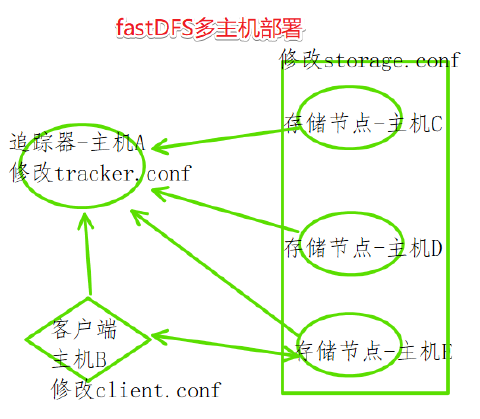 fastDFS多主机部署
修改storage.conf
存储节点-主机C
追踪器-主机A
修改tracker.conf
存储节点-主机D
客户端
主机B
存储节点-主机E
修改client.conf